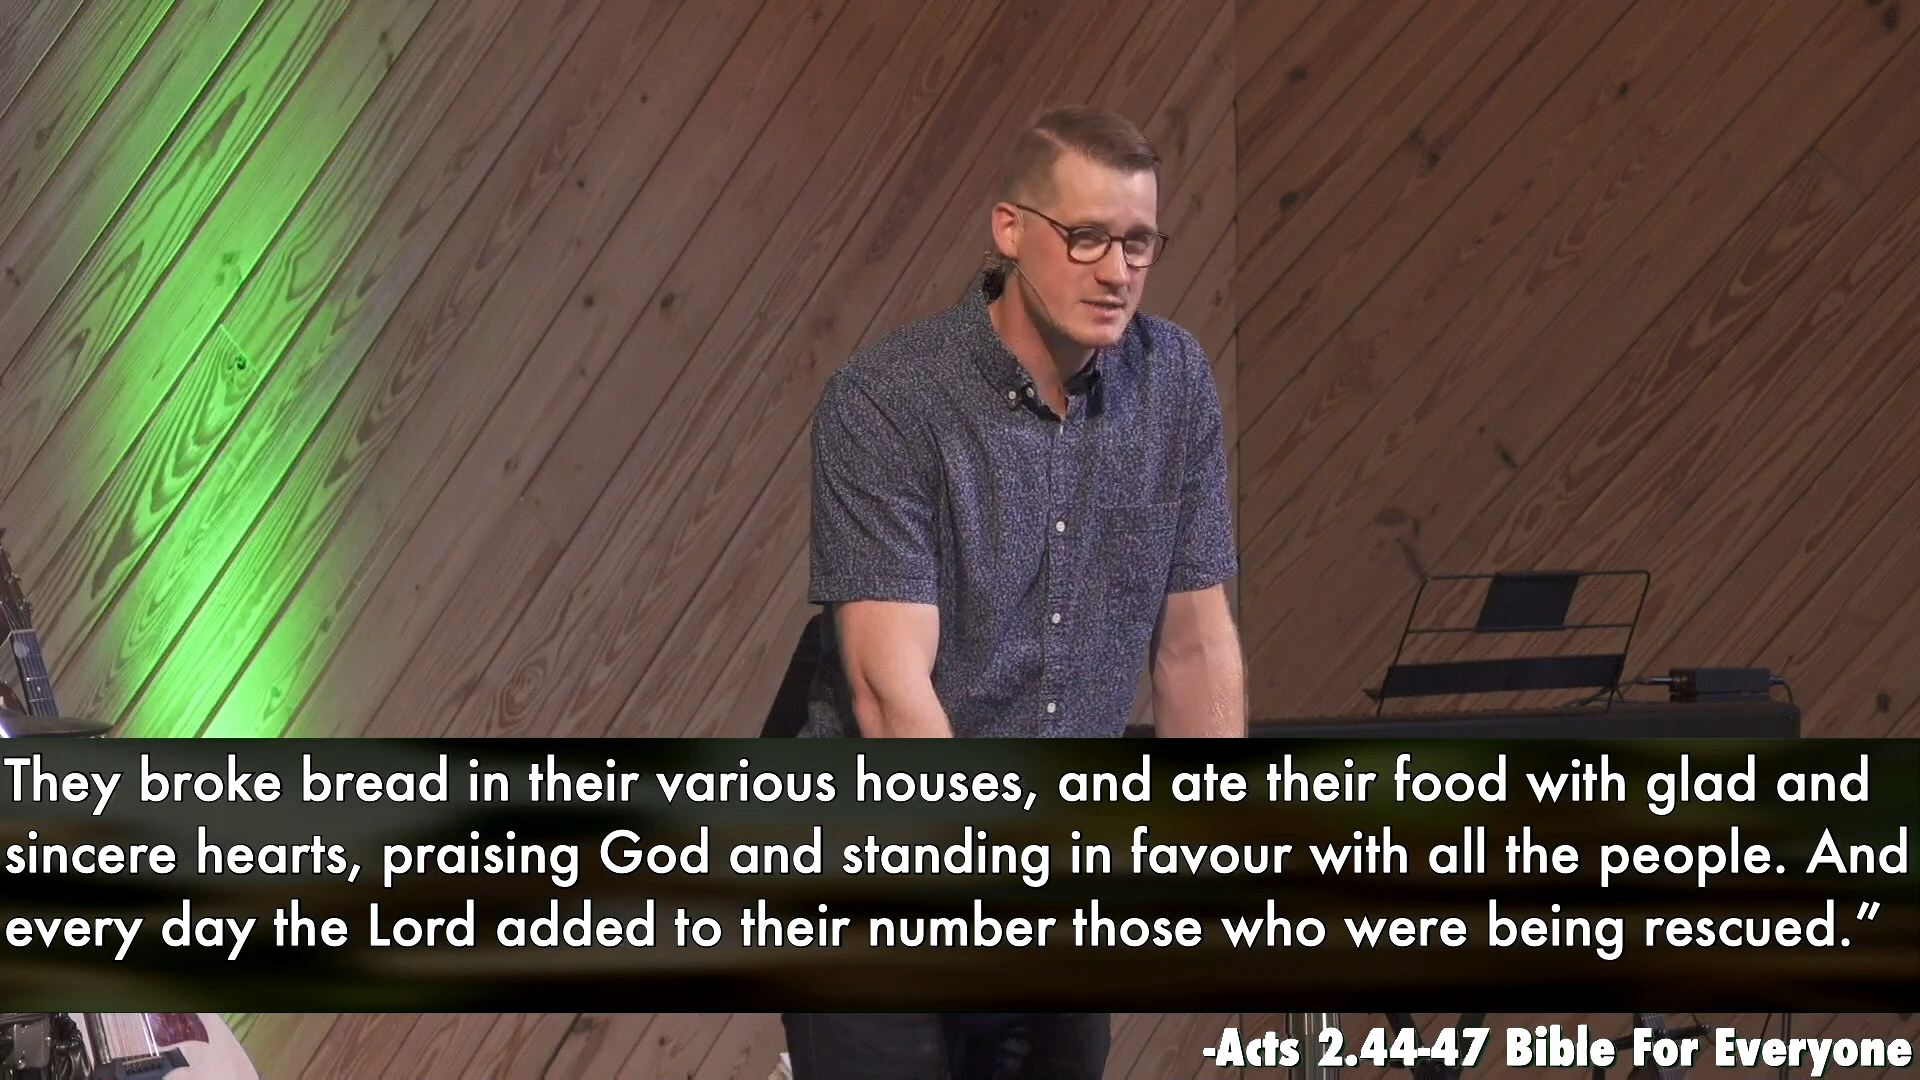 They broke bread in their various houses, and ate their food with glad and
sincere hearts, praising God and standing in favour with all the people. And
every day the Lord added to their number those who were being rescued.”
-Acts 2.44-47 Bible For Everyone